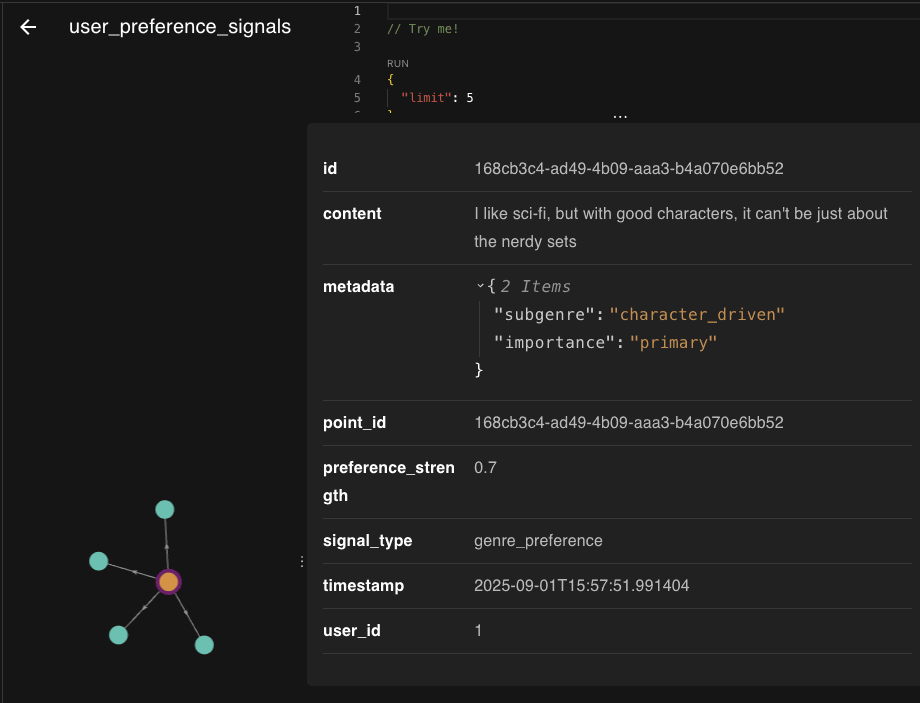 user_preference_signals
1
2 // Try me!
3
RUN
4 {
5 "limit": 5
...
id 168cb3c4-ad49-4b09-aaa3-b4a070e6bb52
content I like sci-fi, but with good characters, it can't be just about
the nerdy sets
metadata { 2 Items
"subgenre": "character_driven"
"importance": "primary"
}
point_id 168cb3c4-ad49-4b09-aaa3-b4a070e6bb52
preference_stren 0.7
gth
signal_type genre_preference
timestamp 2025-09-01T15:57:51.991404
user_id 1